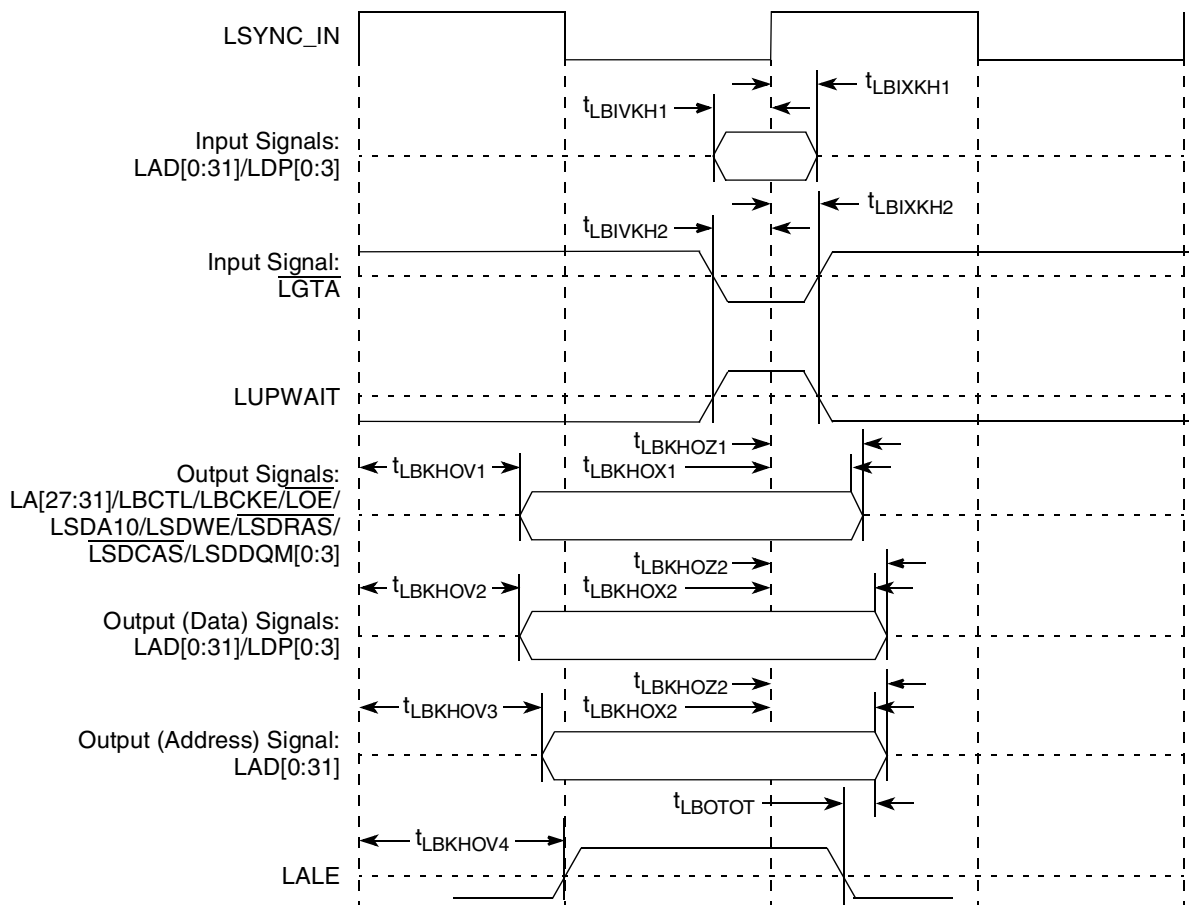 LSYNC_IN
tLBIXKH1
tLBIVKH1
Input Signals:
LAD[0:31]/LDP[0:3]
tLBIXKH2
tLBIVKH2
Input Signal:
LGTA
LUPWAIT
tLBKHOZ1
tLBKHOV1
tLBKHOX1
Output Signals:
LA[27:31]/LBCTL/LBCKE/LOE/
LSDA10/LSDWE/LSDRAS/
LSDCAS/LSDDQM[0:3]
tLBKHOZ2
tLBKHOV2
tLBKHOX2
Output (Data) Signals:
LAD[0:31]/LDP[0:3]
tLBKHOZ2
tLBKHOV3
tLBKHOX2
Output (Address) Signal:
LAD[0:31]
tLBOTOT
tLBKHOV4
LALE